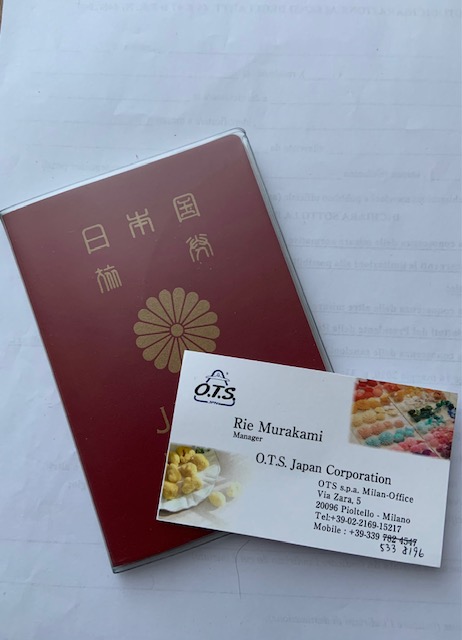 日本国
旅券
J
O.T.S.
Rie Murakami
Manager
O.T.S. Japan Corporation
OTS s.p.a. Milan-Office
Via Zara, 5
20096 Pioltello - Milano
Tel:+39-02-2169-15217
Mobile : +39-339 782 4547
533 8196